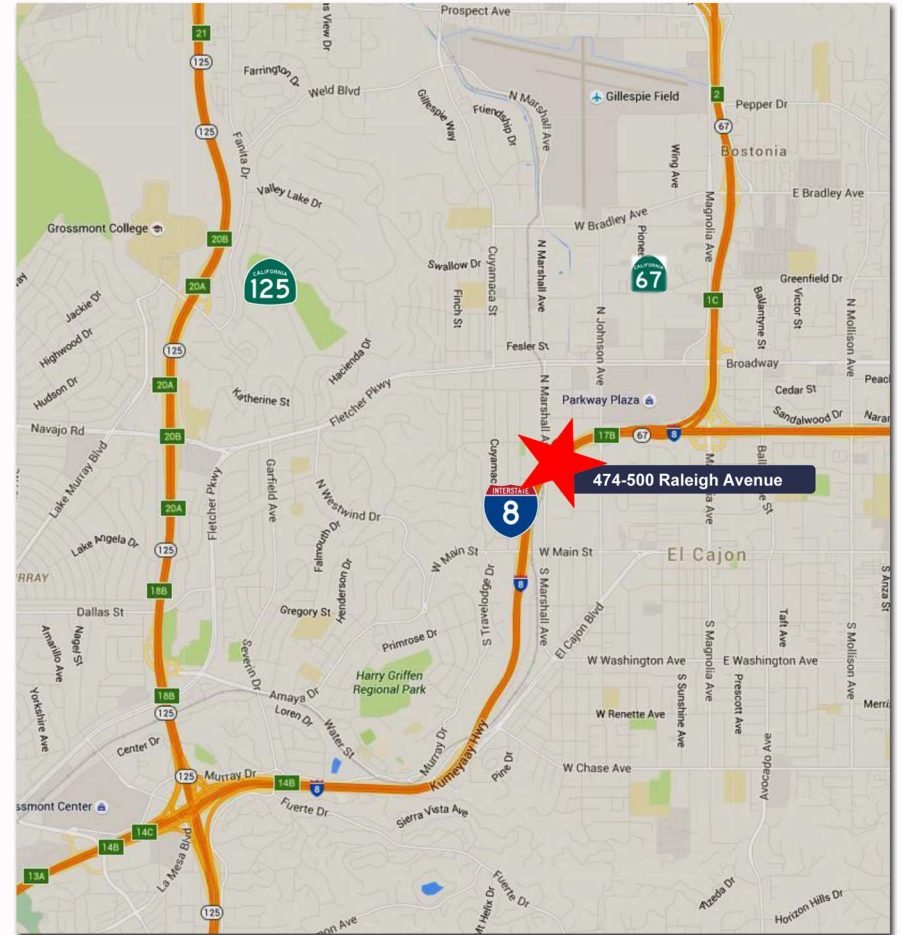 Prospect Ave
21
125
Farrington Dr
Weld Blvd
Gillespie Way
Friendship Dr
N Marshall Ave
Gillespie Field
2
Pepper Dr
67
Bostonia
125
Fanita Dr
Wing Ave
Magnolia Ave
E Bradley Ave
Valley Lake Dr
W Bradley Ave
Grossmont College
20B
Swallow Dr
Cuyamaca St
N Marshall Ave
CALIFORNIA
125
CALIFORNIA
67
Greenfield Dr
20A
Jackie Dr
Finch St
N Johnson Ave
1C
Ballantyne St
Victor St
N Mollison Ave
Highwood Dr
125
Hacienda Dr
Fesler St
Broadway
Hudson Dr
20A
Katherine St
Fletcher Pkwy
Parkway Plaza
Cedar St
Sandalwood Dr
Navajo Rd
20B
17B
67
8
Lake Murray Blvd
Fletcher Pkwy
Garfield Ave
474-500 Raleigh Avenue
INTERSTATE
8
20A
N Westwind Dr
Lake Angela Dr
125
Falmouth Dr
W Main St
W Main St
El Cajon
18B
Henderson Dr
8
S Travelodge Dr
S Marshall Ave
El Cajon Blvd
S Anza St
Dallas St
Gregory St
Taft Ave
Amarillo Ave
Nagel St
Primrose Dr
S Magnolia Ave
S Mollison Ave
Severin Dr
W Washington Ave
E Washington Ave
Harry Griffen
Regional Park
Yorkshire Ave
18B
125
Amaya Dr
Loren Dr
S Sunshine Ave
Prescott Ave
W Renette Ave
Water St
Center Dr
Murray Dr
Kumeyaay Hwy
Pine Dr
W Chase Ave
Avocado Ave
125
Murray Dr
14B
8
Fuerte Dr
Sierra Vista Ave
14C
14B
La Mesa Blvd
13A
Fuerte Dr
Mt Helix Dr
Azeda Dr
Horizon Hills Dr
125